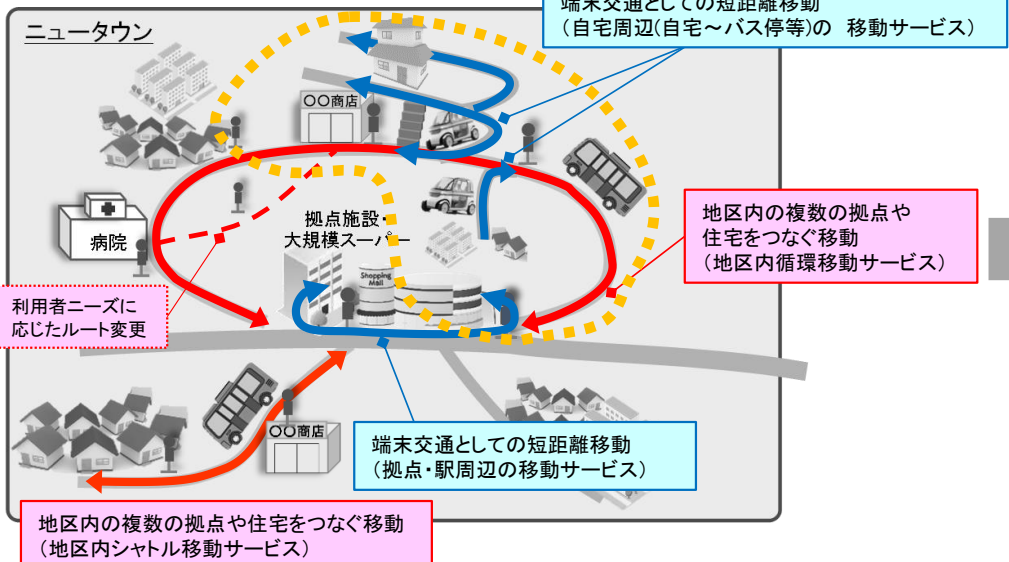 端末交通としての短距離移動
(自宅周辺(自宅～バス停等)の 移動サービス)
ニュータウン
〇〇商店
病院
拠点施設・
大規模スーパー
Shopping
Mall
地区内の複数の拠点や
住宅をつなぐ移動
(地区内循環移動サービス)
利用者ニーズに
応じたルート変更
〇〇商店
端末交通としての短距離移動
(拠点・駅周辺の移動サービス)
地区内の複数の拠点や住宅をつなぐ移動
(地区内シャトル移動サービス)